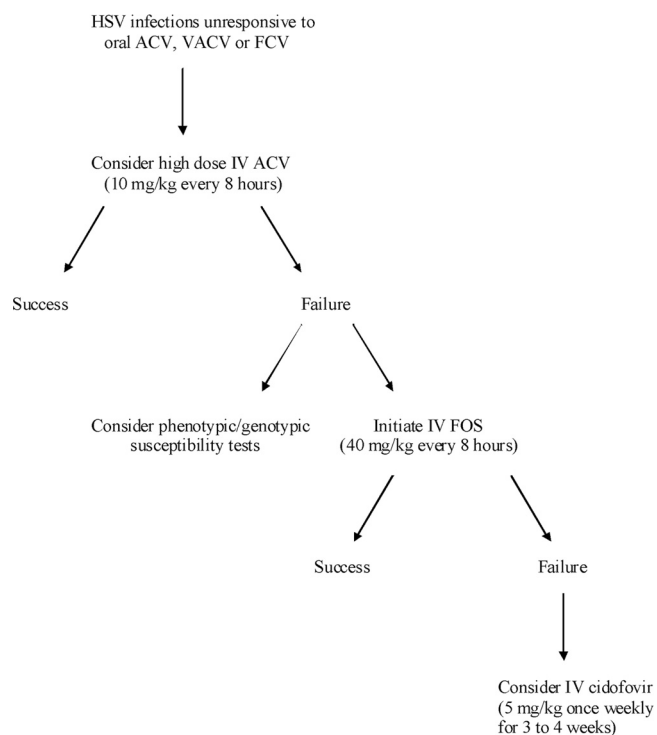 HSV infections unresponsive to
oral ACV, VACV or FCV
Consider high dose IV ACV
(10 mg/kg every 8 hours)
Success
Failure
Consider phenotypic/genotypic
susceptibility tests
Initiate IV FOS
(40 mg/kg every 8 hours)
Success
Failure
Consider IV cidofovir
(5 mg/kg once weekly
for 3 to 4 weeks)